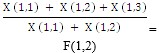 X (1,1) + X (1,2) + X(1,3)
X (1,1) + X (1,2) =
F(1,2)